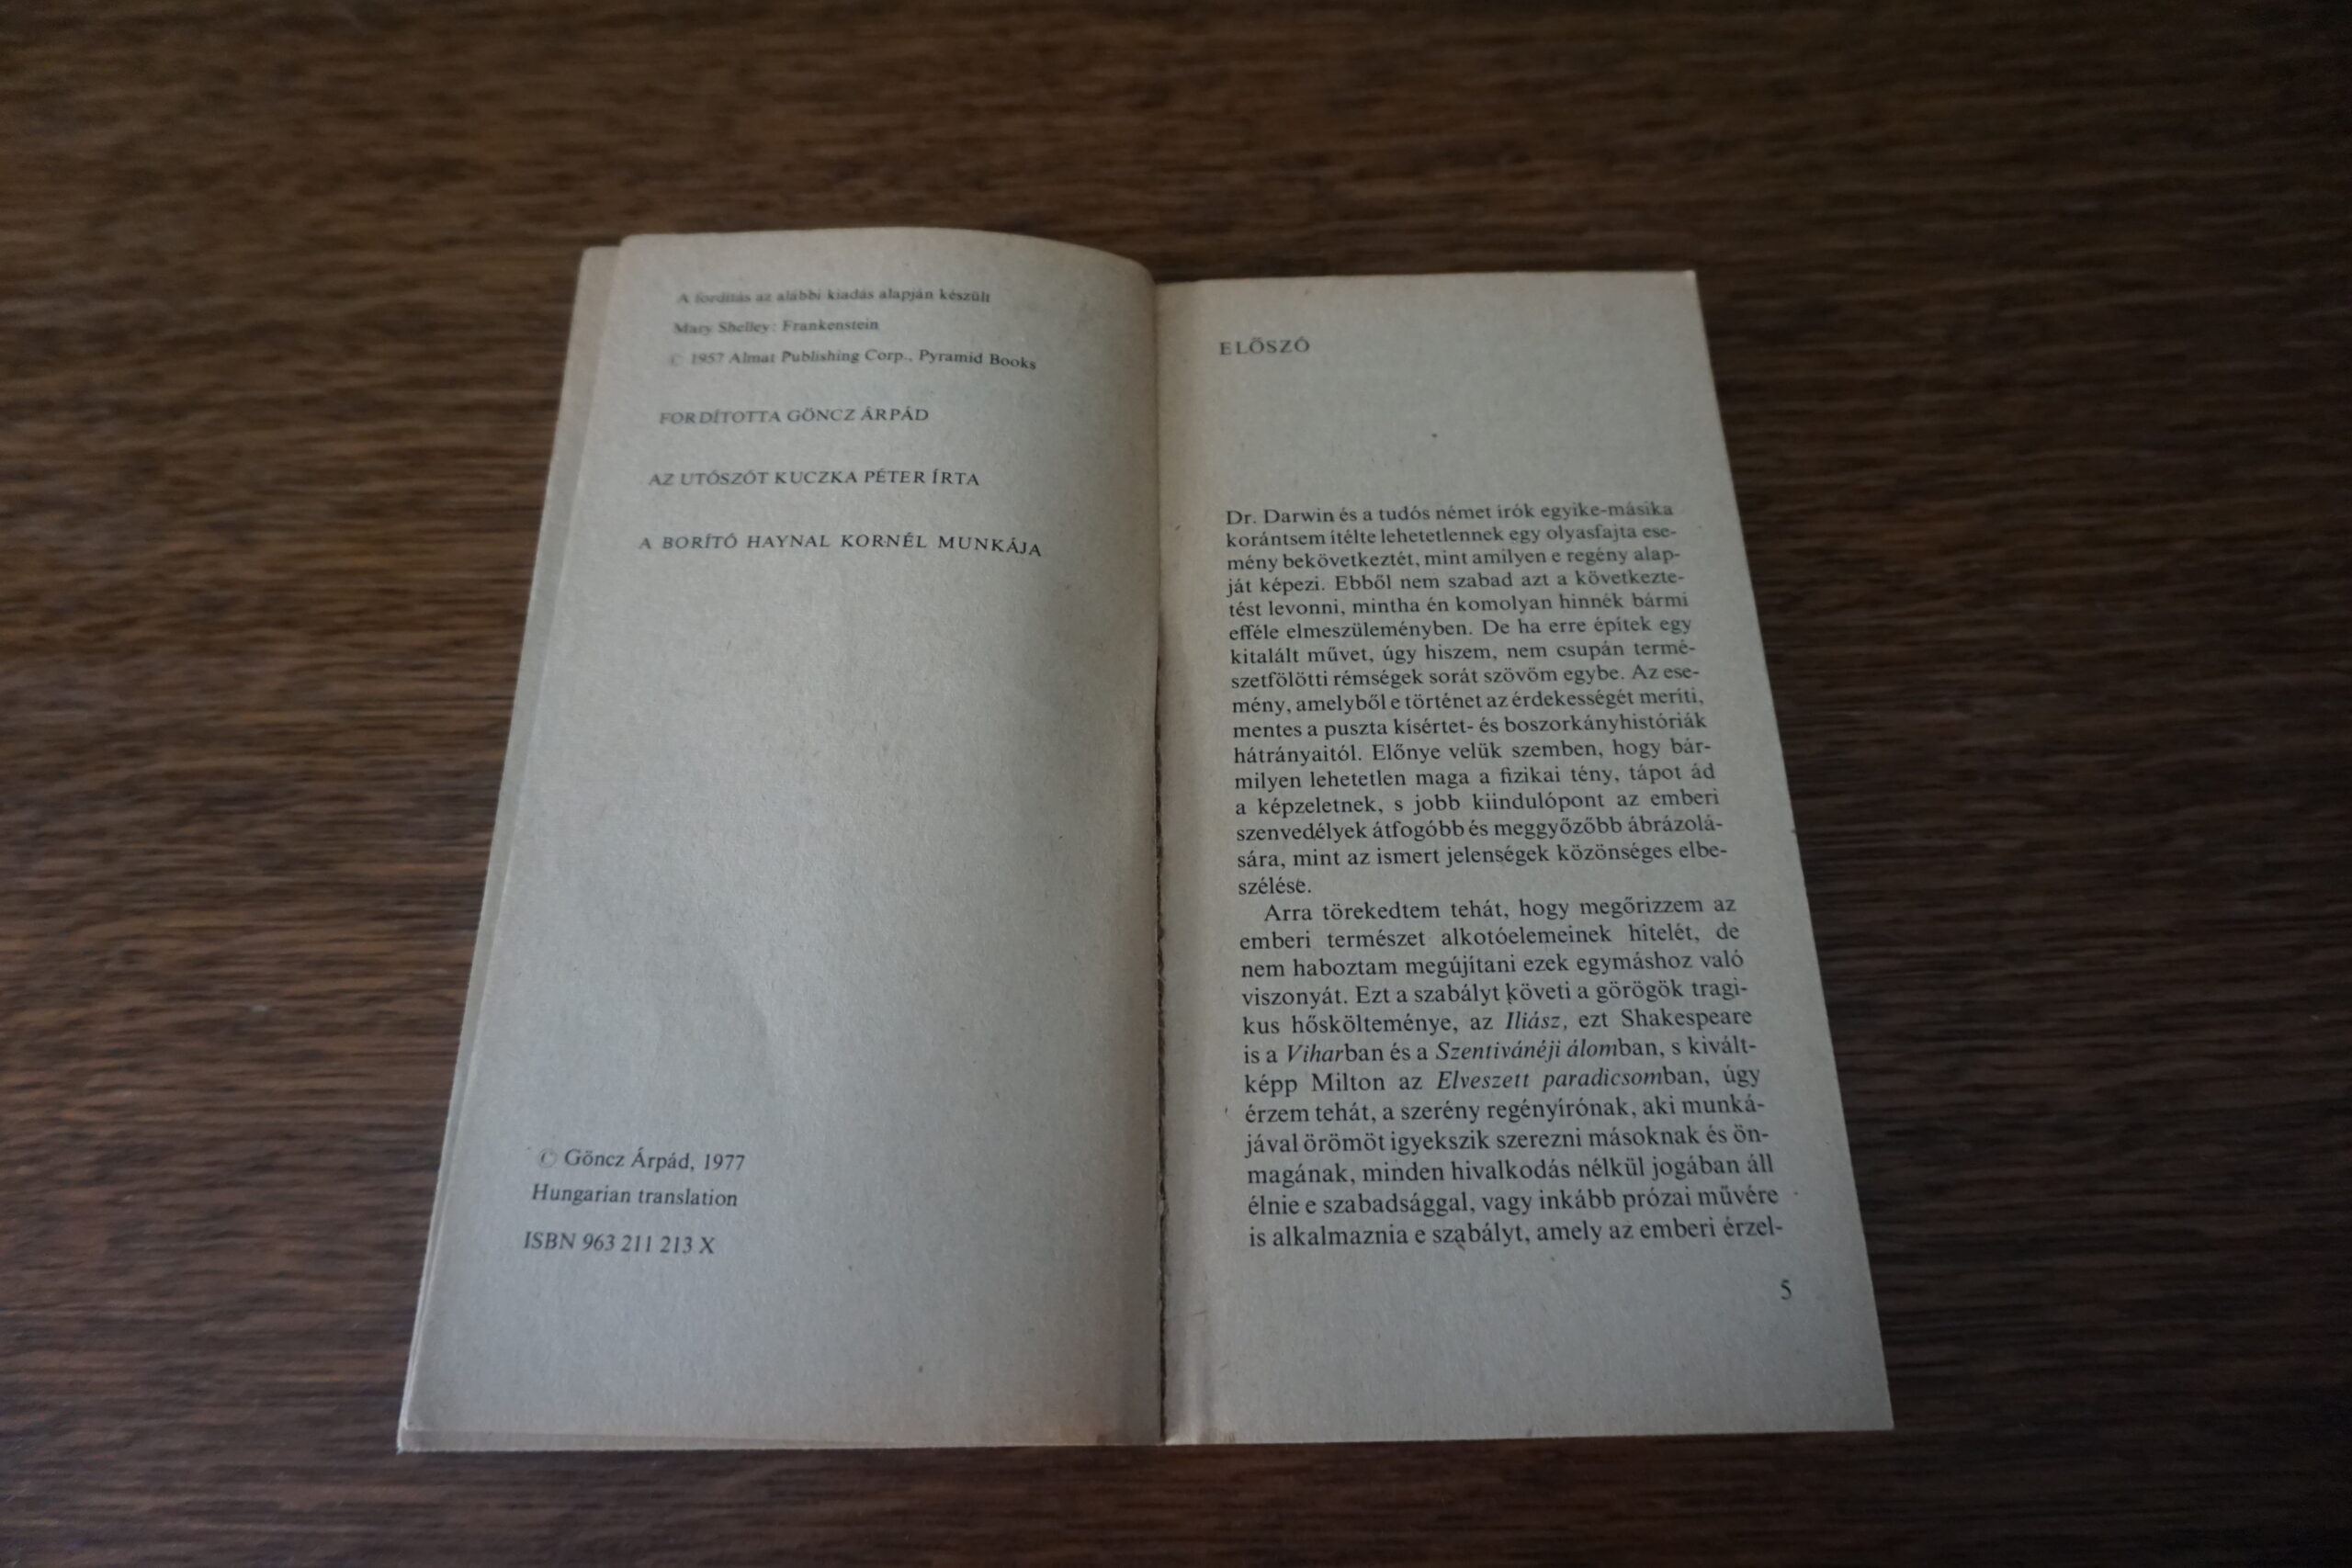 A fordítás az alábbi kiadás alapján készült
Mary Shelley: Frankenstein
© 1957 Almat Publishing Corp., Pyramid Books
FORDÍTOTTA GÖNCZ ÁRPÁD
AZ UTÓSZÓT KUCZKA PÉTER ÍRTA
A BORÍTÓ HAYNAL KORNÉL MUNKÁJA
© Göncz Árpád, 1977
Hungarian translation
ISBN 963 211 213 X
ELŐSZÓ
Dr. Darwin és a tudós német írók egyike-másika
korántsem ítélte lehetetlennek egy olyasfajta ese-
mény bekövetkeztét, mint amilyen e regény alap-
ját képezi. Ebből nem szabad azt a következte-
tést levonni, mintha én komolyan hinnék bármi
efféle elmeszüleményben. De ha erre építek egy
kitalált művet, úgy hiszem, nem csupán termé-
szetfölötti rémségek sorát szövöm egybe. Az ese-
mény, amelyből e történet az érdekességét meríti,
mentes a puszta kísértet- és boszorkányhistóriák
hátrányaitól. Előnye velük szemben, hogy bár-
milyen lehetetlen maga a fizikai tény, tápot ád
a képzeletnek, s jobb kiindulópont az emberi
szenvedélyek átfogóbb és meggyőzőbb ábrázolá-
sára, mint az ismert jelenségek közönséges elbe-
szélése.
Arra törekedtem tehát, hogy megőrizzem az
emberi természet alkotóelemeinek hitelét, de
nem haboztam megújítani ezek egymáshoz való
viszonyát. Ezt a szabályt követi a görögök tragi-
kus hőskölteménye, az Iliász, ezt Shakespeare
is a Viharban és a Szentivánéji álomban, s kivált-
képp Milton az Elveszett paradicsomban, úgy
érzem tehát, a szerény regényírónak, aki munká-
jával örömöt igyekszik szerezni másoknak és ön-
magának, minden hivalkodás nélkül jogában áll
élnie e szabadsággal, vagy inkább prózai művére
is alkalmaznia e szabályt, amely az emberi érzel-
5